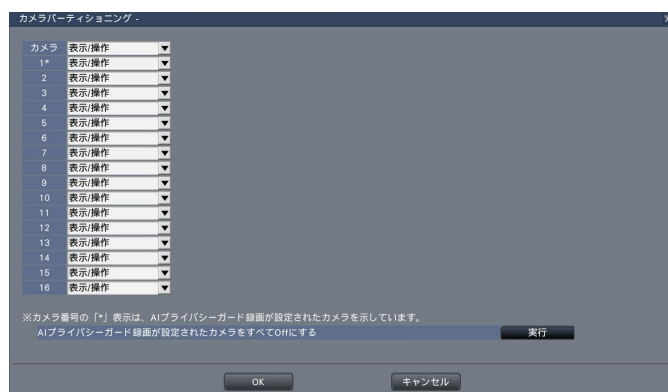 カメラパーティショニング -
カメラ 表示/操作
1* 表示/操作
2 表示/操作
3 表示/操作
4 表示/操作
5 表示/操作
6 表示/操作
7 表示/操作
8 表示/操作
9 表示/操作
10 表示/操作
11 表示/操作
12 表示/操作
13 表示/操作
14 表示/操作
15 表示/操作
16 表示/操作
※カメラ番号の「*」表示は、AIプライバシーガード録画が設定されたカメラを示しています。
AIプライバシーガード録画が設定されたカメラをすべてOffにする 実行
OK キャンセル